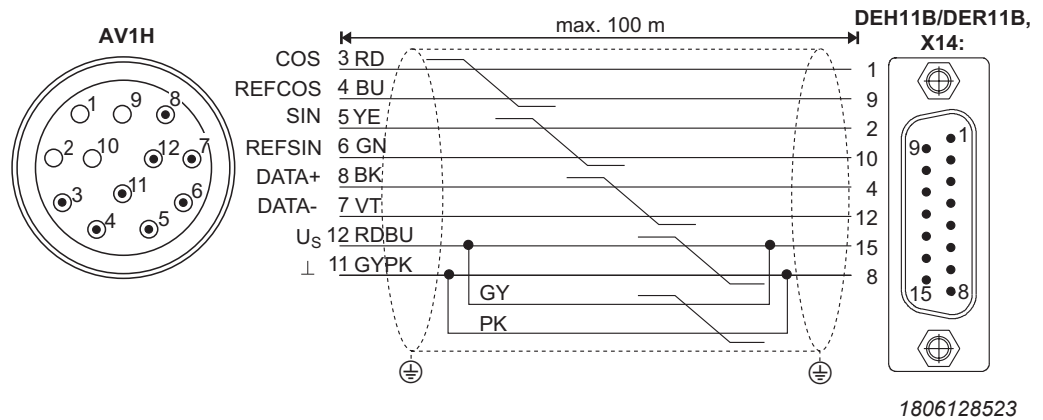 AV1H
max. 100 m
DEH11B/DER11B,
X14:
COS 3 RD 1
REFCOS 4 BU 9
SIN 5 YE 2
REFSIN 6 GN 10
DATA+ 8 BK 4
DATA- 7 VT 12
US 12 RDBU 15
⊥ 11 GYPK 8
GY
PK
1 9 8
2 10 12 7
3 11 6
4 5
9 1
15 8
1806128523